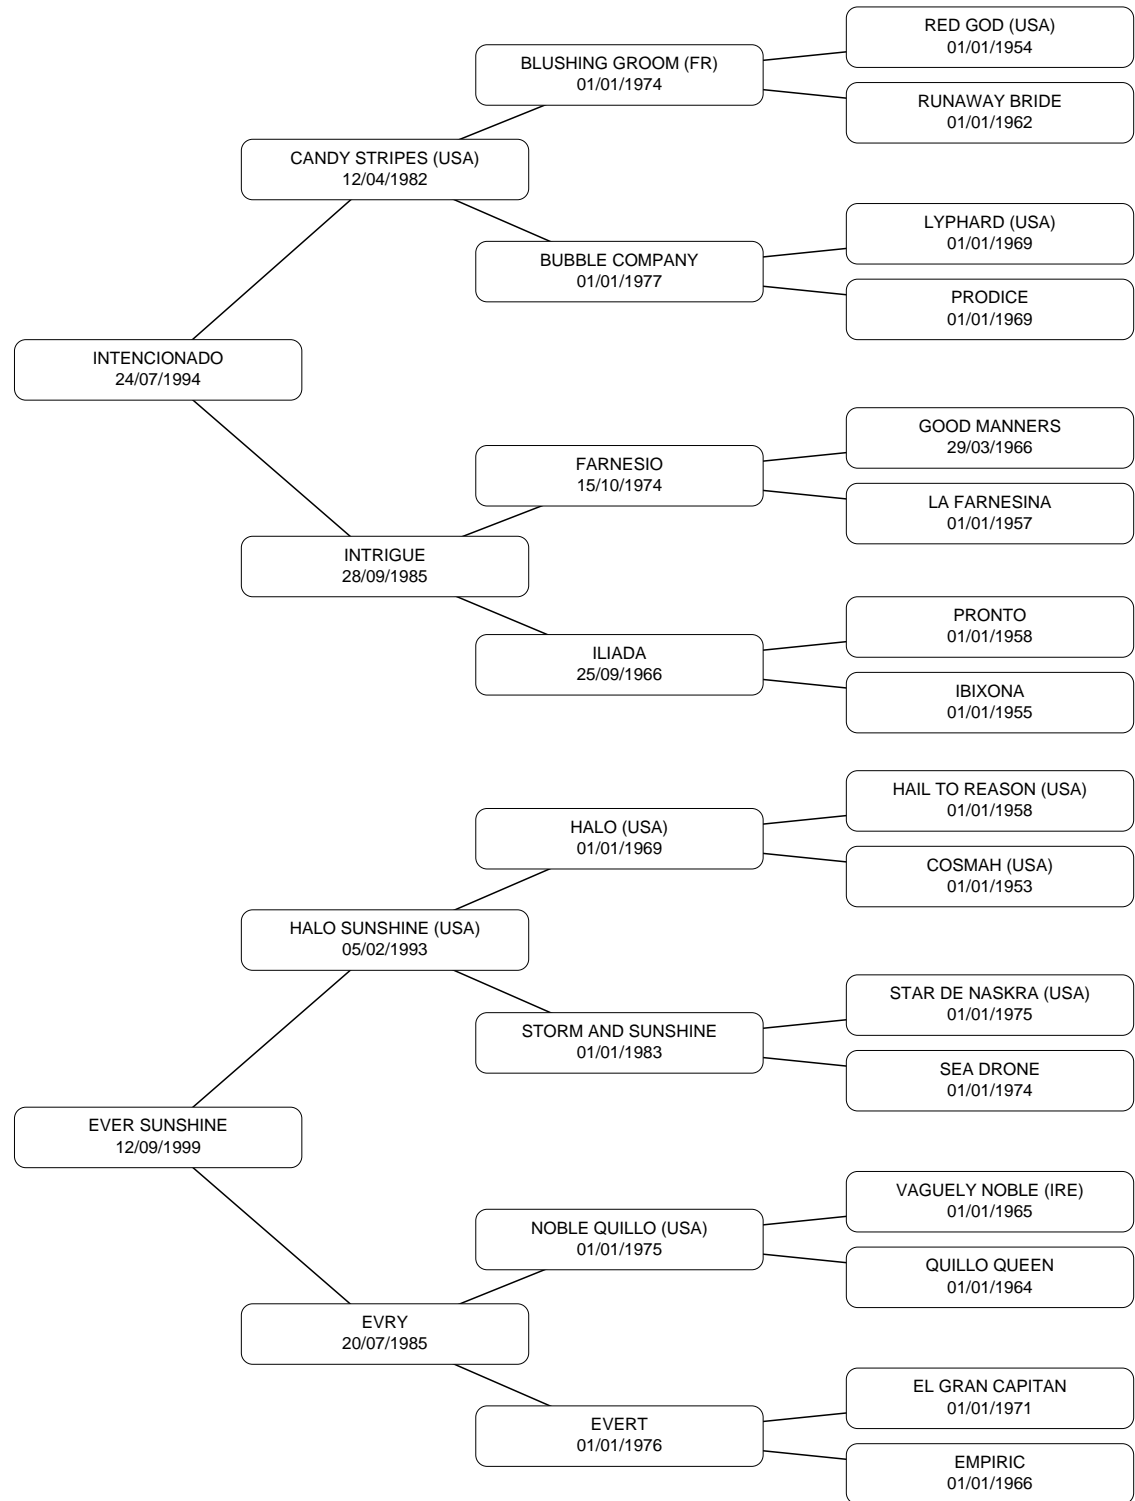 RED GOD (USA)
01/01/1954
BLUSHING GROOM (FR)
01/01/1974
RUNAWAY BRIDE
01/01/1962
CANDY STRIPES (USA)
12/04/1982
LYPHARD (USA)
01/01/1969
BUBBLE COMPANY
01/01/1977
PRODICE
01/01/1969
INTENCIONADO
24/07/1994
GOOD MANNERS
29/03/1966
FARNESIO
15/10/1974
LA FARNESINA
01/01/1957
INTRIGUE
28/09/1985
PRONTO
01/01/1958
ILIADA
25/09/1966
IBIXONA
01/01/1955
HAIL TO REASON (USA)
01/01/1958
HALO (USA)
01/01/1969
COSMAH (USA)
01/01/1953
HALO SUNSHINE (USA)
05/02/1993
STAR DE NASKRA (USA)
01/01/1975
STORM AND SUNSHINE
01/01/1983
SEA DRONE
01/01/1974
EVER SUNSHINE
12/09/1999
VAGUELY NOBLE (IRE)
01/01/1965
NOBLE QUILLO (USA)
01/01/1975
QUILLO QUEEN
01/01/1964
EVRY
20/07/1985
EL GRAN CAPITAN
01/01/1971
EVERT
01/01/1976
EMPIRIC
01/01/1966